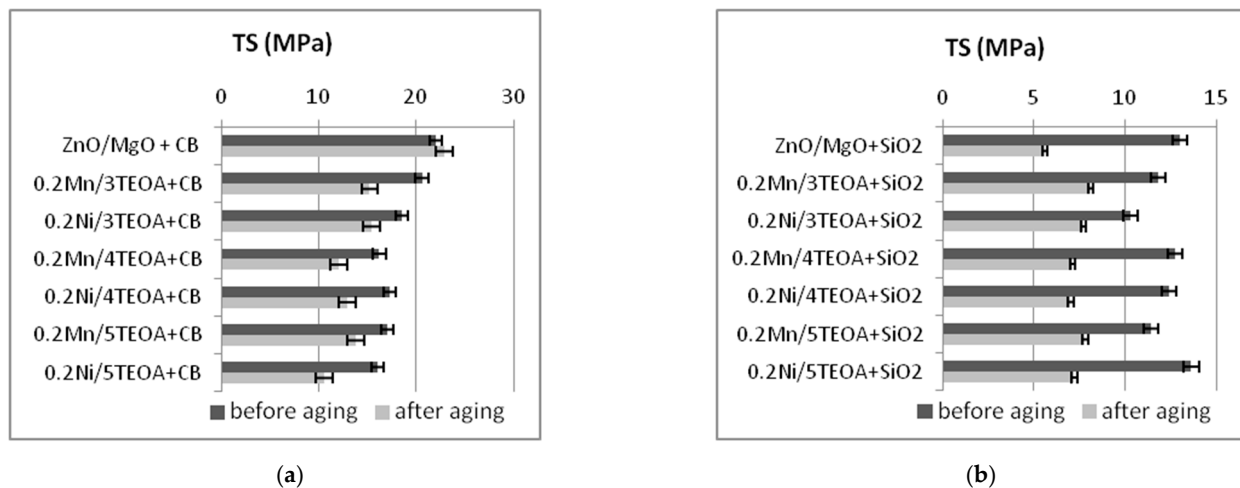 TS (MPa)
0 10 20 30
ZnO/MgO + CB
0.2Mn/3TEOA+CB
0.2Ni/3TEOA+CB
0.2Mn/4TEOA+CB
0.2Ni/4TEOA+CB
0.2Mn/5TEOA+CB
0.2Ni/5TEOA+CB
before aging after aging
(a)
TS (MPa)
0 5 10 15
ZnO/MgO+SiO2
0.2Mn/3TEOA+SiO2
0.2Ni/3TEOA+SiO2
0.2Mn/4TEOA+SiO2
0.2Ni/4TEOA+SiO2
0.2Mn/5TEOA+SiO2
0.2Ni/5TEOA+SiO2
before aging after aging
(b)